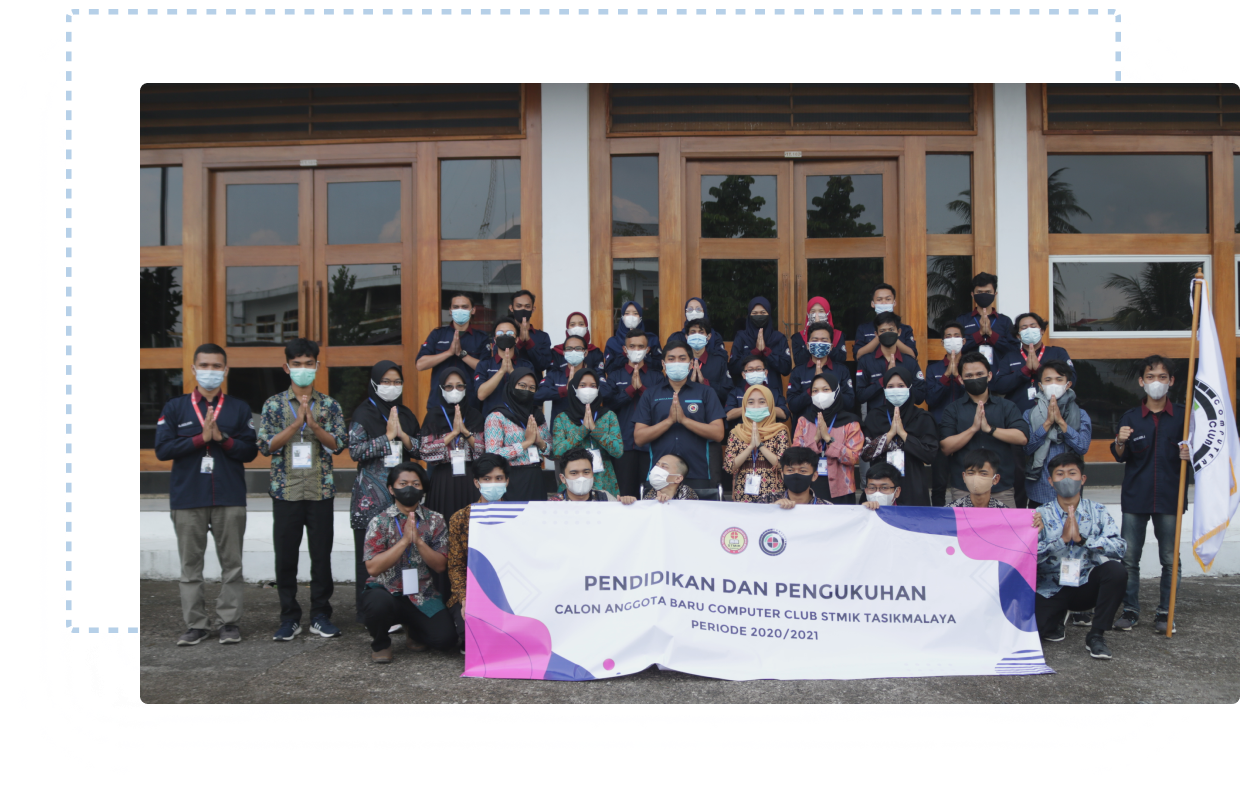 PENDIDIKAN DAN PENGUKUHAN
CALON ANGGOTA BARU COMPUTER CLUB STMIK TASIKMALAYA
PERIODE 2020/2021